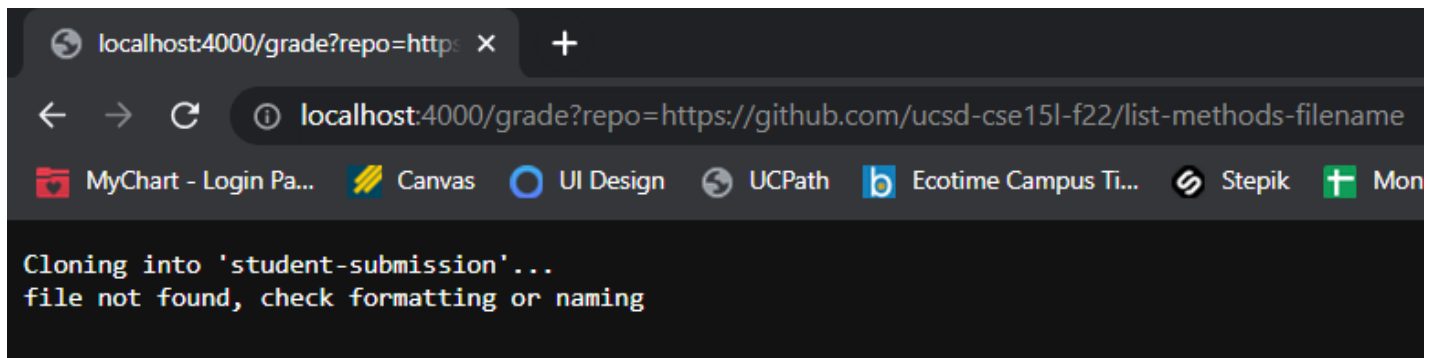 localhost:4000/grade?repo=http
localhost:4000/grade?repo=https://github.com/ucsd-cse15l-f22/list-methods-filename
MyChart - Login Pa... Canvas UI Design UCPath Ecotime Campus Ti... Stepik Mon
Cloning into 'student-submission'...
file not found, check formatting or naming